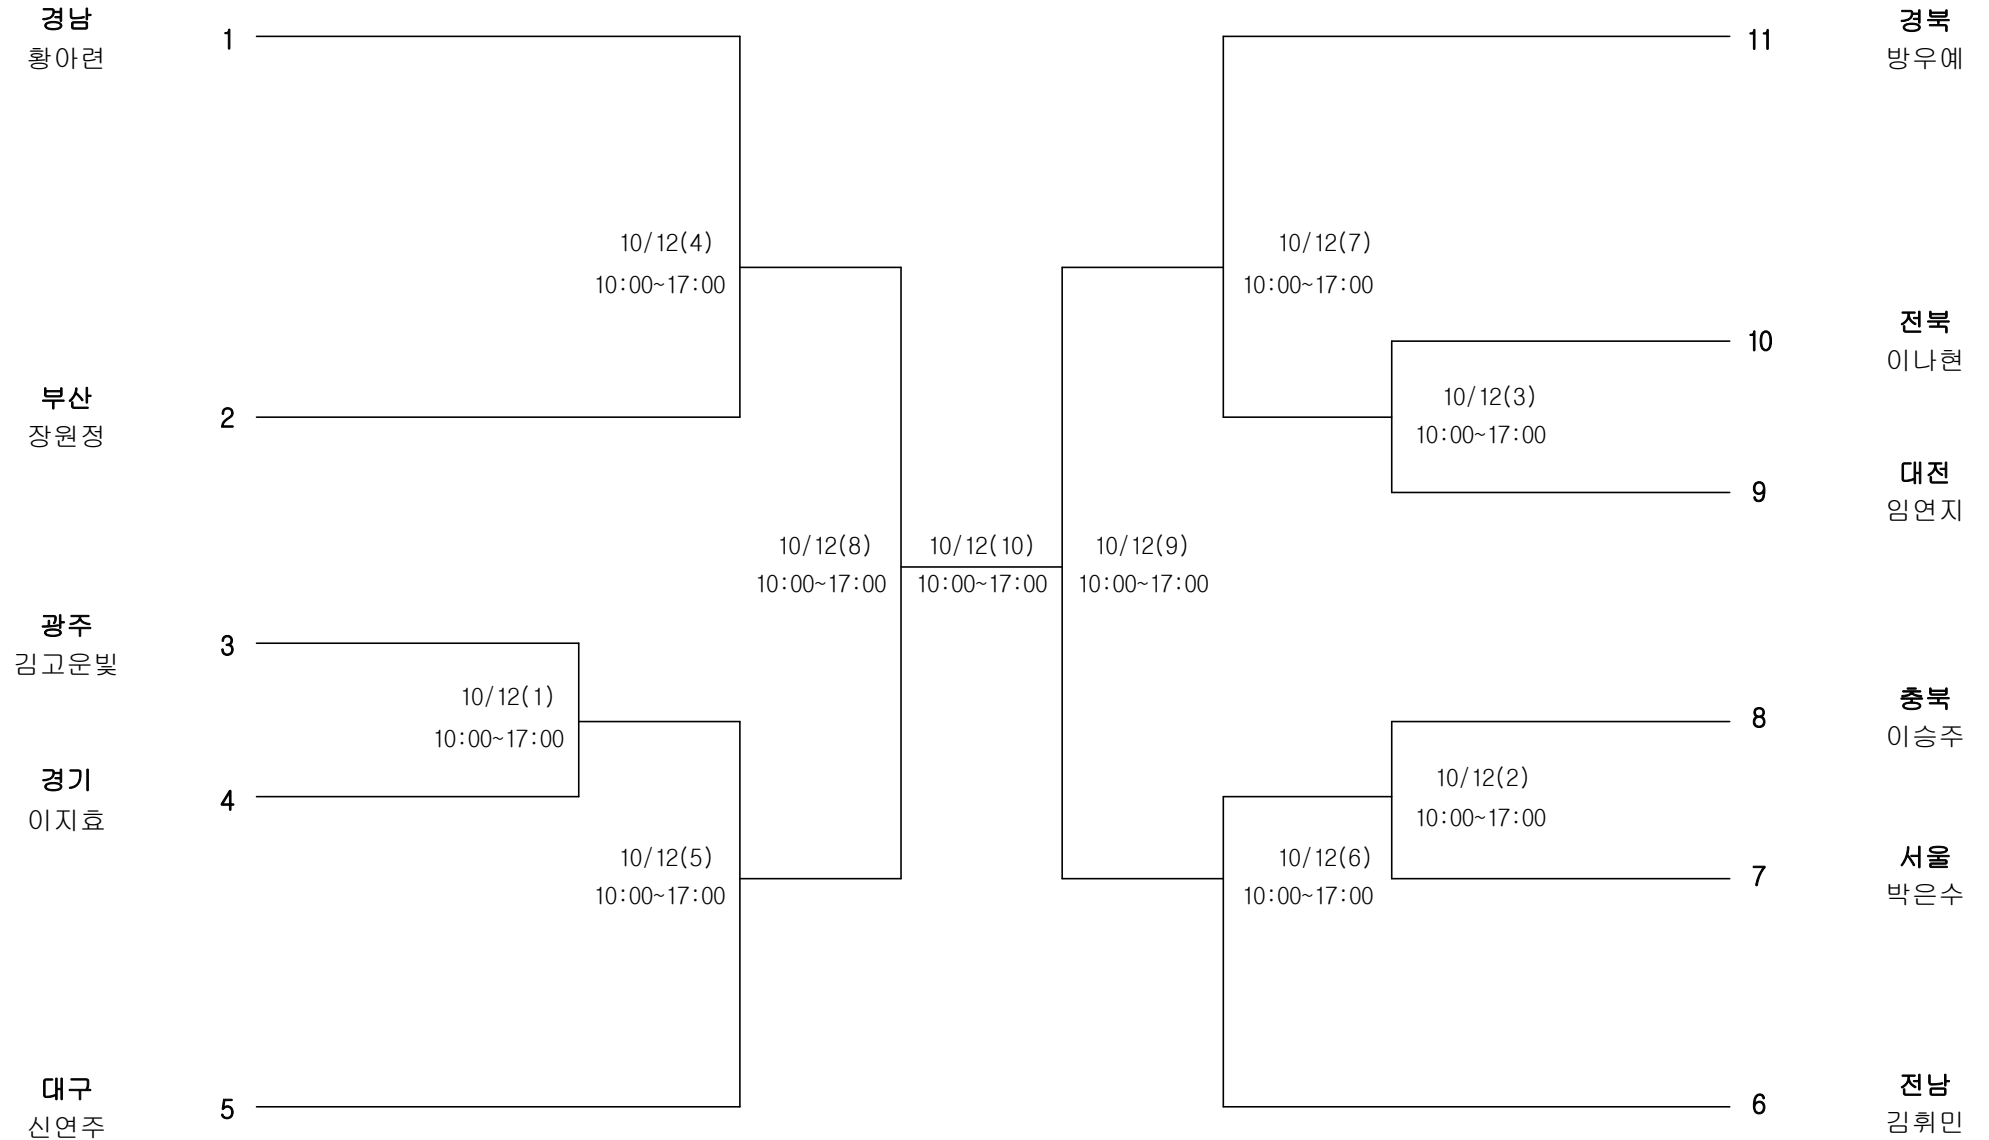 경남
황아련
1
부산
장원정
2
광주
김고운빛
3
경기
이지효
4
대구
신연주
5
10/12(1)
10:00~17:00
10/12(4)
10:00~17:00
10/12(5)
10:00~17:00
10/12(8)
10:00~17:00
10/12(10)
10:00~17:00
10/12(9)
10:00~17:00
10/12(7)
10:00~17:00
10/12(6)
10:00~17:00
10/12(3)
10:00~17:00
10/12(2)
10:00~17:00
11
경북
방우예
10
전북
이나현
9
대전
임연지
8
충북
이승주
7
서울
박은수
6
전남
김휘민